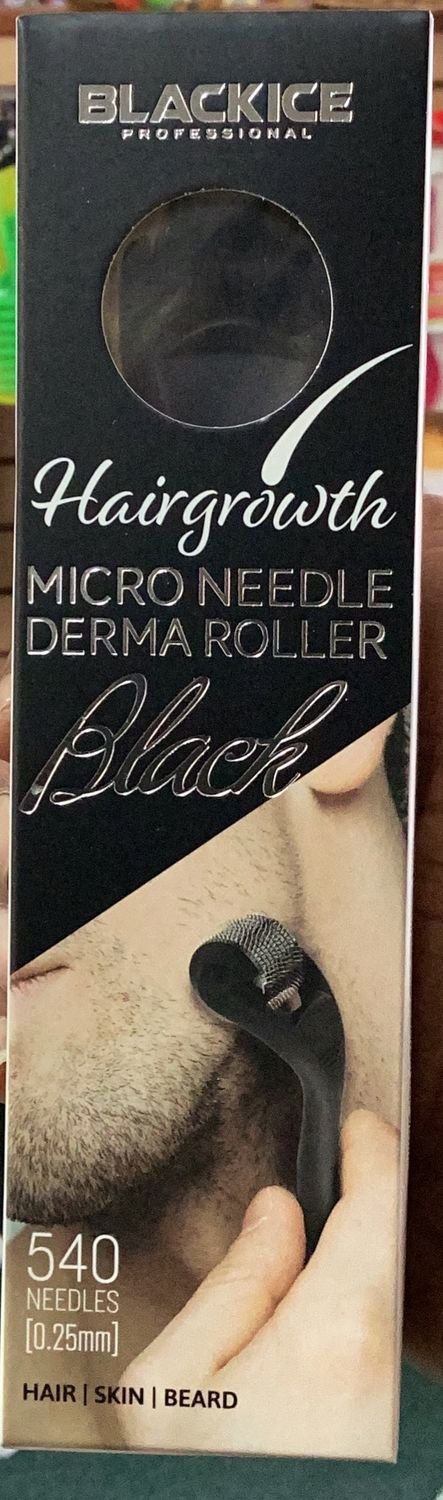 BLACKICE
PROFESSIONAL
Hairgrowth
MICRO NEEDLE
DERMA ROLLER
Black
540
NEEDLES
[0.25mm]
HAIR | SKIN | BEARD